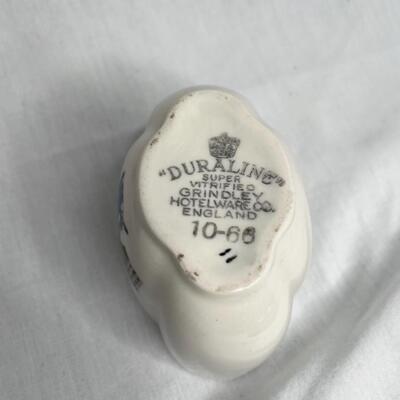 "DURALINE"
SUPER
VITRIFIED
GRINDLEY
HOTELWARE CO.
ENGLAND
10-66